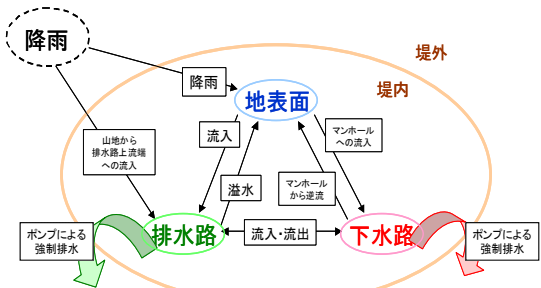 降雨
堤外
堤内
降雨
地表面
流入
マンホール
への流入
山地から
排水路上流端
への流入
溢水
マンホール
から逆流
ポンプによる
強制排水
排水路
流入・流出
下水路
ポンプによる
強制排水